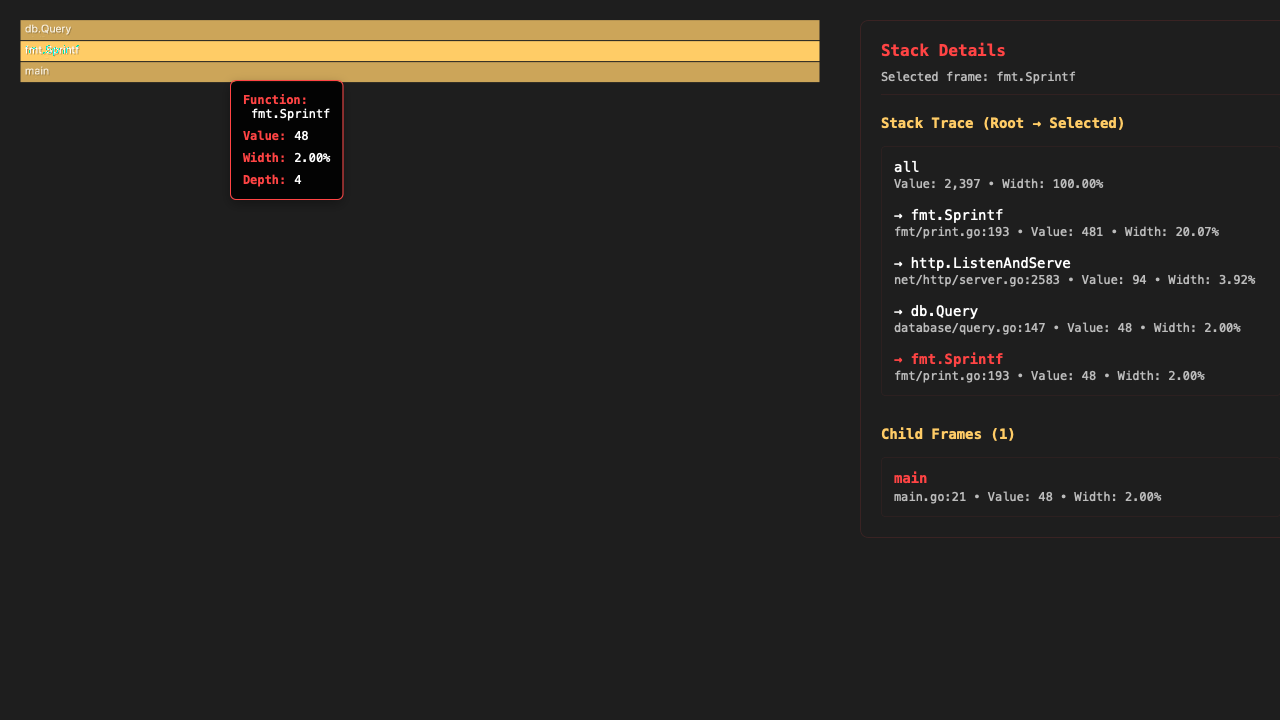 db.Query
fmt.Sprintf
main
Function:
fmt.Sprintf
Value: 48
Width: 2.00%
Depth: 4
Stack Details
Selected frame: fmt.Sprintf
Stack Trace (Root → Selected)
all
Value: 2,397 • Width: 100.00%
→ fmt.Sprintf
fmt/print.go:193 • Value: 481 • Width: 20.07%
→ http.ListenAndServe
net/http/server.go:2583 • Value: 94 • Width: 3.92%
→ db.Query
database/query.go:147 • Value: 48 • Width: 2.00%
→ fmt.Sprintf
fmt/print.go:193 • Value: 48 • Width: 2.00%
Child Frames (1)
main
main.go:21 • Value: 48 • Width: 2.00%